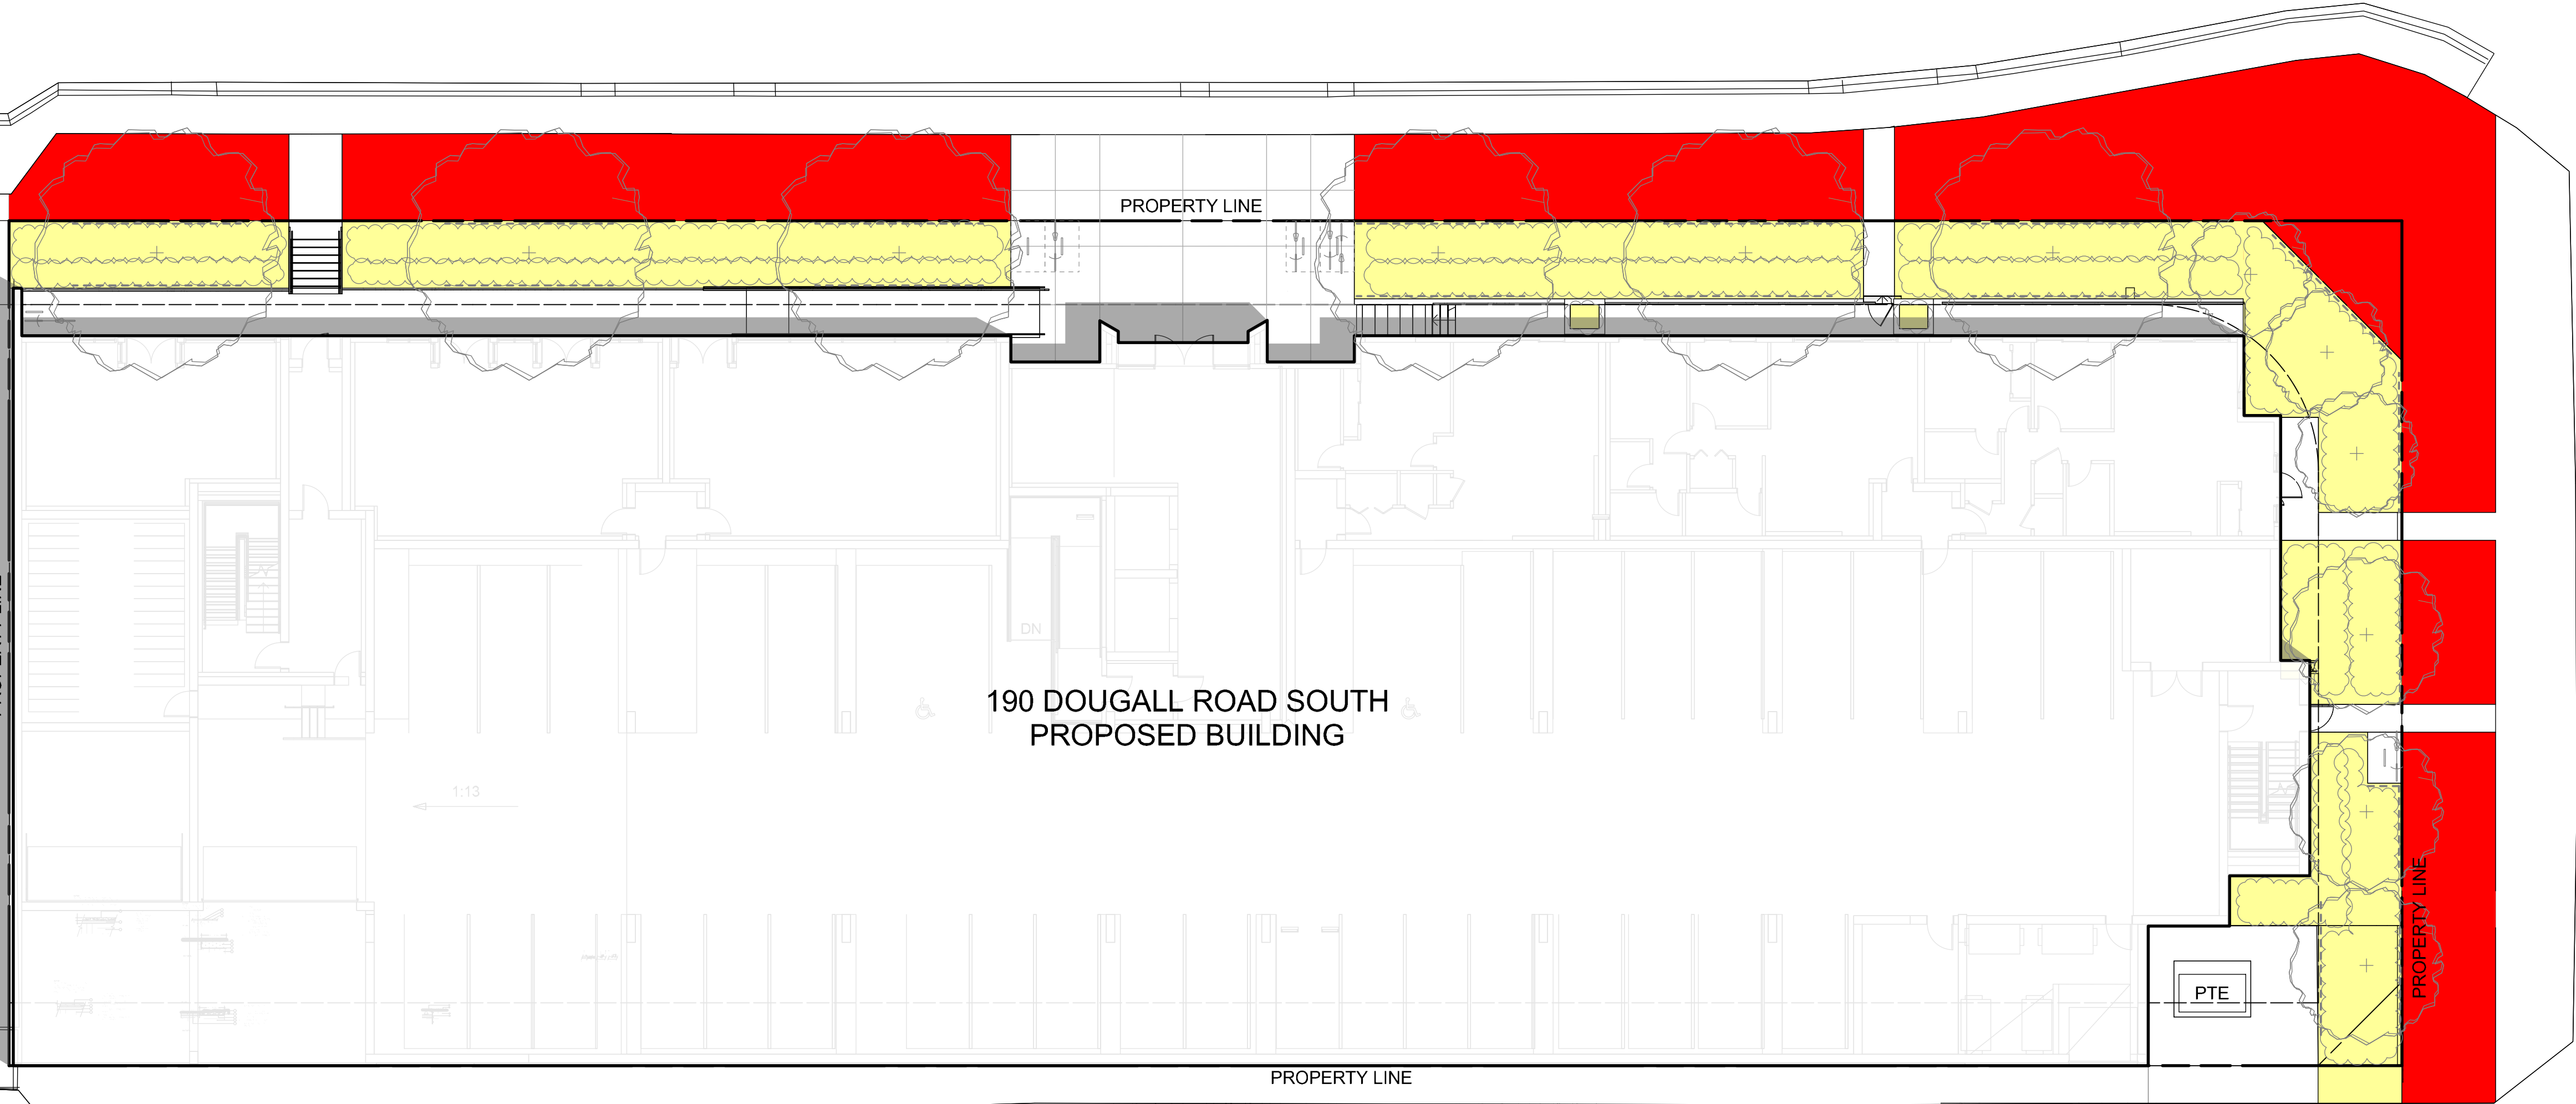 PROPERTY LINE
DN
190 DOUGALL ROAD SOUTH
PROPOSED BUILDING
1:13
PROPERTY LINE
PTE
PROPERTY LINE